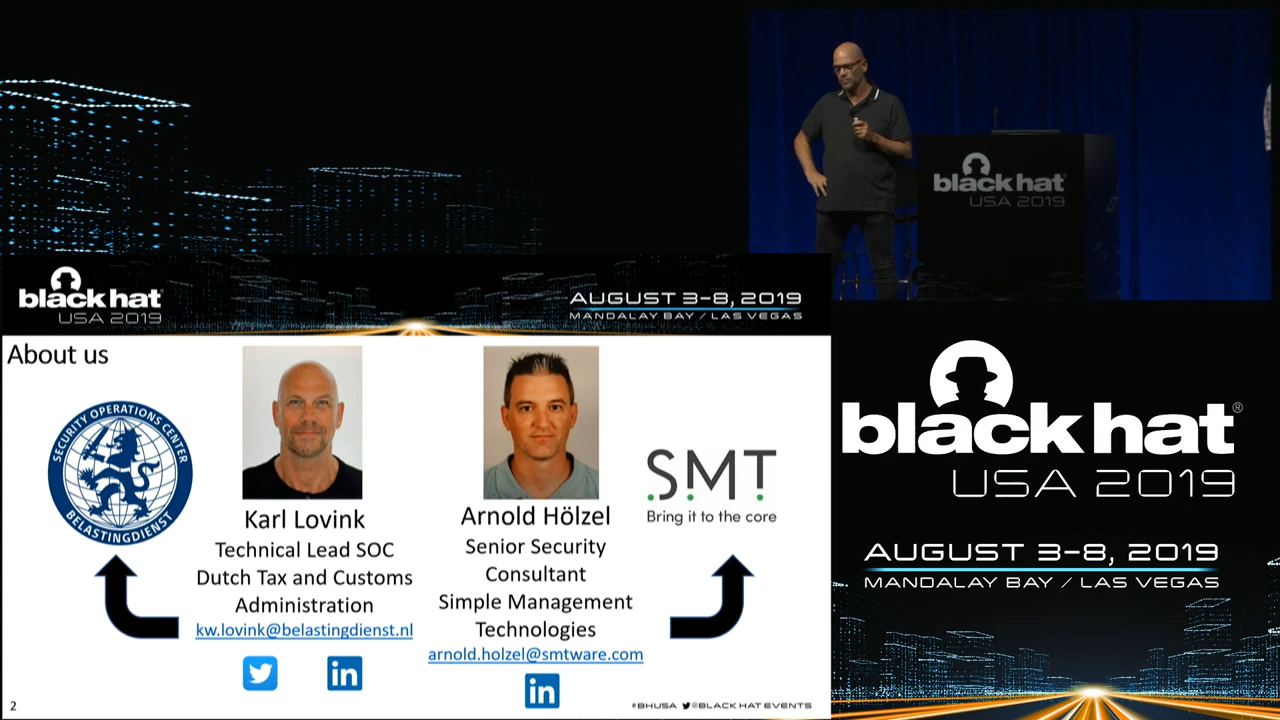 black hat
USA 2019
black hat
USA 2019
AUGUST 3–8, 2019
MANDALAY BAY / LAS VEGAS
About us
SECURITY OPERATIONS CENTER
BELASTINGDIENST
Karl Lovink
Technical Lead SOC
Dutch Tax and Customs
Administration
kw.lovink@belastingdienst.nl
Arnold Hölzel
Senior Security
Consultant
Simple Management
Technologies
arnold.holzel@smtware.com
SMT
Bring it to the core
in
in
2
#BHUSA @BLACK HAT EVENTS
black hat®
USA 2019
AUGUST 3–8, 2019
MANDALAY BAY / LAS VEGAS